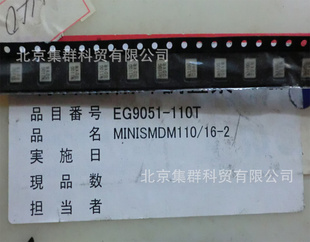 北京集群科贸有限公司
品目番号 EG9051-110T
品名 MINISMDM110/16-2
実施日
現品数 北京集群科贸有限公司
担当者